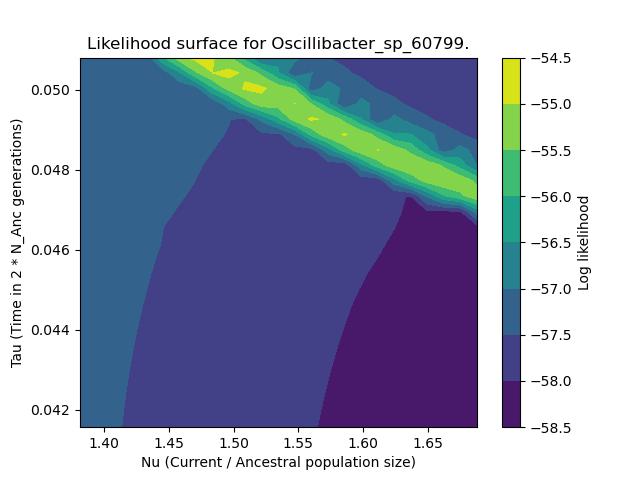 Likelihood surface for Oscillibacter_sp_60799.
Tau (Time in 2 * N_Anc generations)
0.050
0.048
0.046
0.044
0.042
1.40 1.45 1.50 1.55 1.60 1.65
Nu (Current / Ancestral population size)
−54.5
−55.0
−55.5
−56.0
−56.5
−57.0
−57.5
−58.0
−58.5
Log likelihood